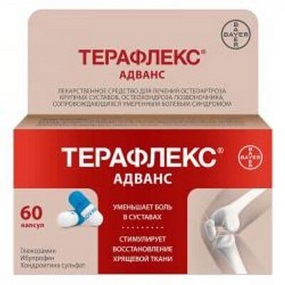 ТЕРАФЛЕКС®
АДВАНС
ЛЕКАРСТВЕННОЕ СРЕДСТВО ДЛЯ ЛЕЧЕНИЯ ОСТЕОАРТРОЗА
КРУПНЫХ СУСТАВОВ, ОСТЕОХОНДРОЗА ПОЗВОНОЧНИКА,
СОПРОВОЖДАЮЩИХСЯ УМЕРЕННЫМ БОЛЕВЫМ СИНДРОМОМ
BAYER
ТЕРАФЛЕКС®
АДВАНС
BAYER
60
капсул
УМЕНЬШАЕТ БОЛЬ
В СУСТАВАХ
СТИМУЛИРУЕТ
ВОССТАНОВЛЕНИЕ
ХРЯЩЕВОЙ ТКАНИ
Глюкозамин
Ибупрофен
Хондроитина сульфат